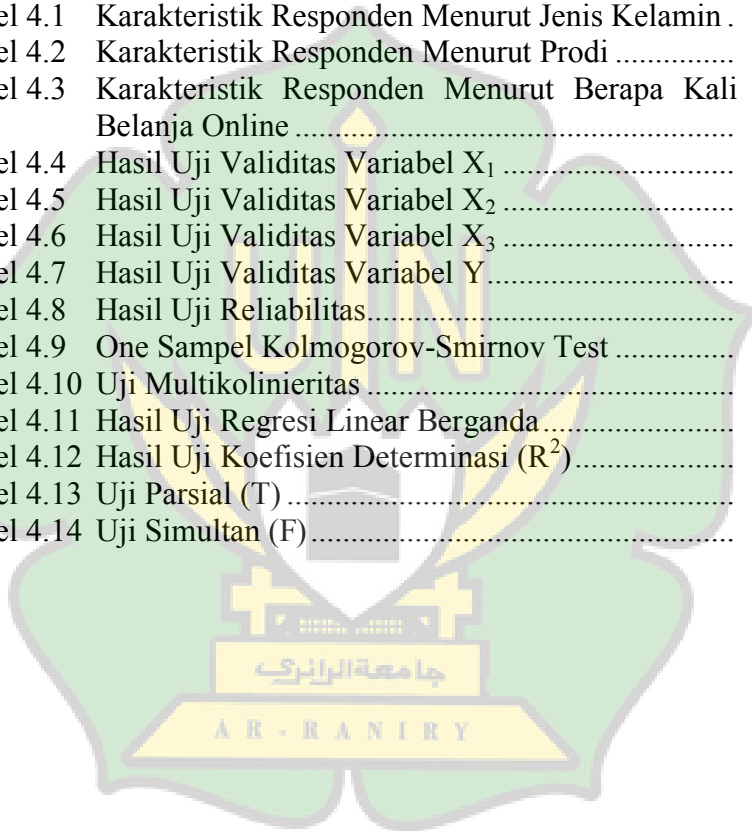 el 4.1 Karakteristik Responden Menurut Jenis Kelamin .
el 4.2 Karakteristik Responden Menurut Prodi ...............
el 4.3 Karakteristik Responden Menurut Berapa Kali
Belanja Online ........................................................
el 4.4 Hasil Uji Validitas Variabel X₁ .............................
el 4.5 Hasil Uji Validitas Variabel X₂ .............................
el 4.6 Hasil Uji Validitas Variabel X₃ .............................
el 4.7 Hasil Uji Validitas Variabel Y...............................
el 4.8 Hasil Uji Reliabilitas..............................................
el 4.9 One Sampel Kolmogorov-Smirnov Test ...............
el 4.10 Uji Multikolinieritas ..............................................
el 4.11 Hasil Uji Regresi Linear Berganda........................
el 4.12 Hasil Uji Koefisien Determinasi (R²)....................
el 4.13 Uji Parsial (T) ........................................................
el 4.14 Uji Simultan (F).....................................................
UIN
جامعة الرانري
AR-RANIRY